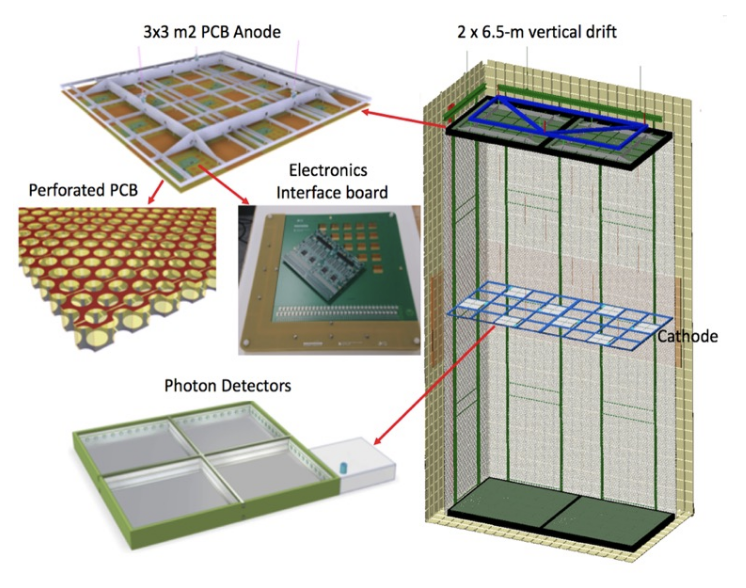 3x3 m2 PCB Anode
2 x 6.5-m vertical drift
Electronics
Interface board
Perforated PCB
Cathode
Photon Detectors